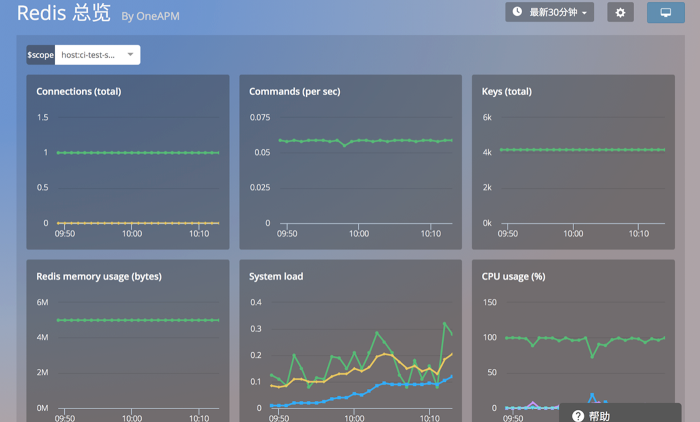 Redis 总览 By OneAPM
最新30分钟
$scope host:ci-test-s...
Connections (total)
1.5
1
0.5
0
09:50 10:00 10:10
Commands (per sec)
0.075
0.05
0.025
0
09:50 10:00 10:10
Keys (total)
6k
4k
2k
0k
09:50 10:00 10:10
Redis memory usage (bytes)
6M
4M
2M
0M
09:50 10:00 10:10
System load
0.4
0.3
0.2
0.1
0
09:50 10:00 10:10
CPU usage (%)
150
100
50
0
09:50
帮助